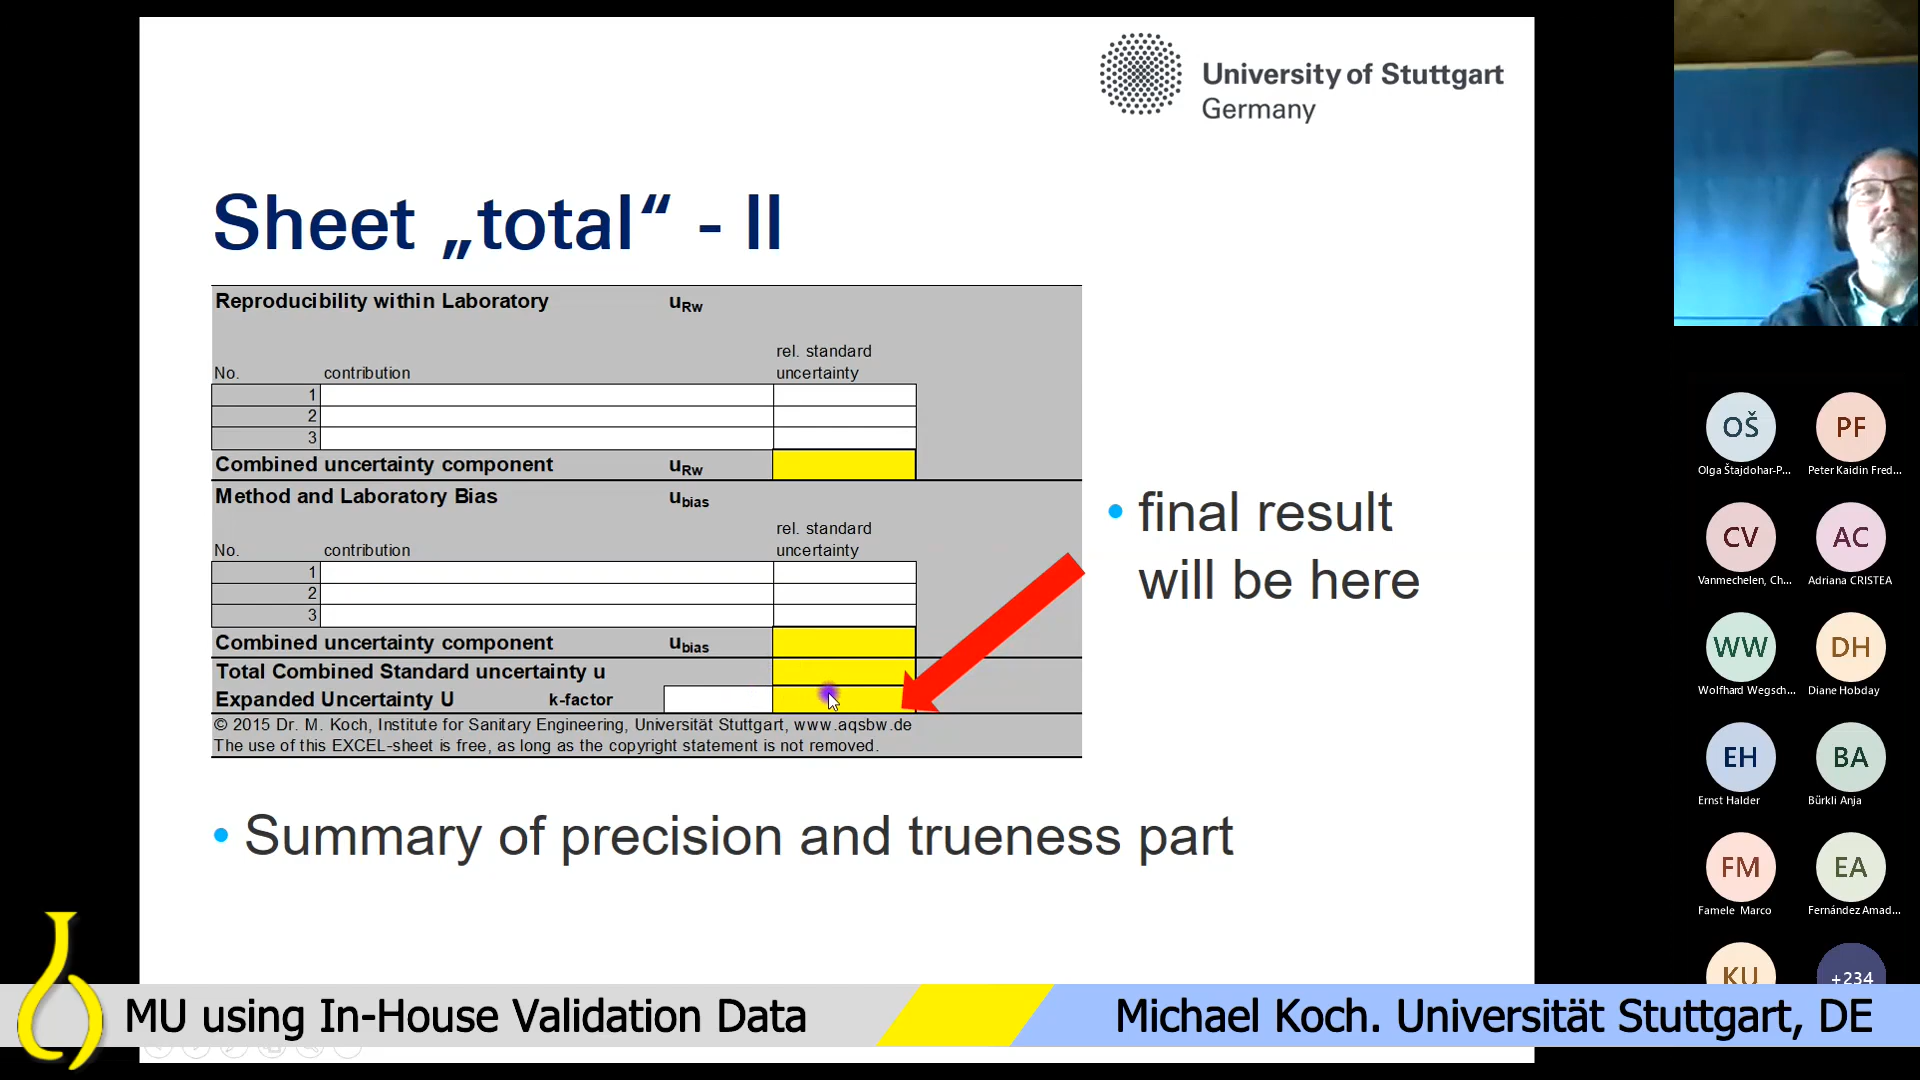 University of Stuttgart
Germany
Sheet „total“ - II
Reproducibility within Laboratory uRw
rel. standard
No. contribution uncertainty
1
2
3
Combined uncertainty component uRw
Method and Laboratory Bias ubias
rel. standard
No. contribution uncertainty
1
2
3
Combined uncertainty component ubias
Total Combined Standard uncertainty u
Expanded Uncertainty U k-factor
© 2015 Dr. M. Koch, Institute for Sanitary Engineering, Universität Stuttgart, www.aqsbw.de
The use of this EXCEL-sheet is free, as long as the copyright statement is not removed.
• final result
will be here
• Summary of precision and trueness part
OŠ PF
Olga Štajdohar-P... Peter Kaidin Fred...
CV AC
Vanmechelen, Ch... Adriana CRISTEA
WW DH
Wolfhard Wegsch... Diane Hobday
EH BA
Ernst Halder Bürkli Anja
FM EA
Famele Marco Fernández Amad...
KU +234
MU using In-House Validation Data
Michael Koch. Universität Stuttgart, DE